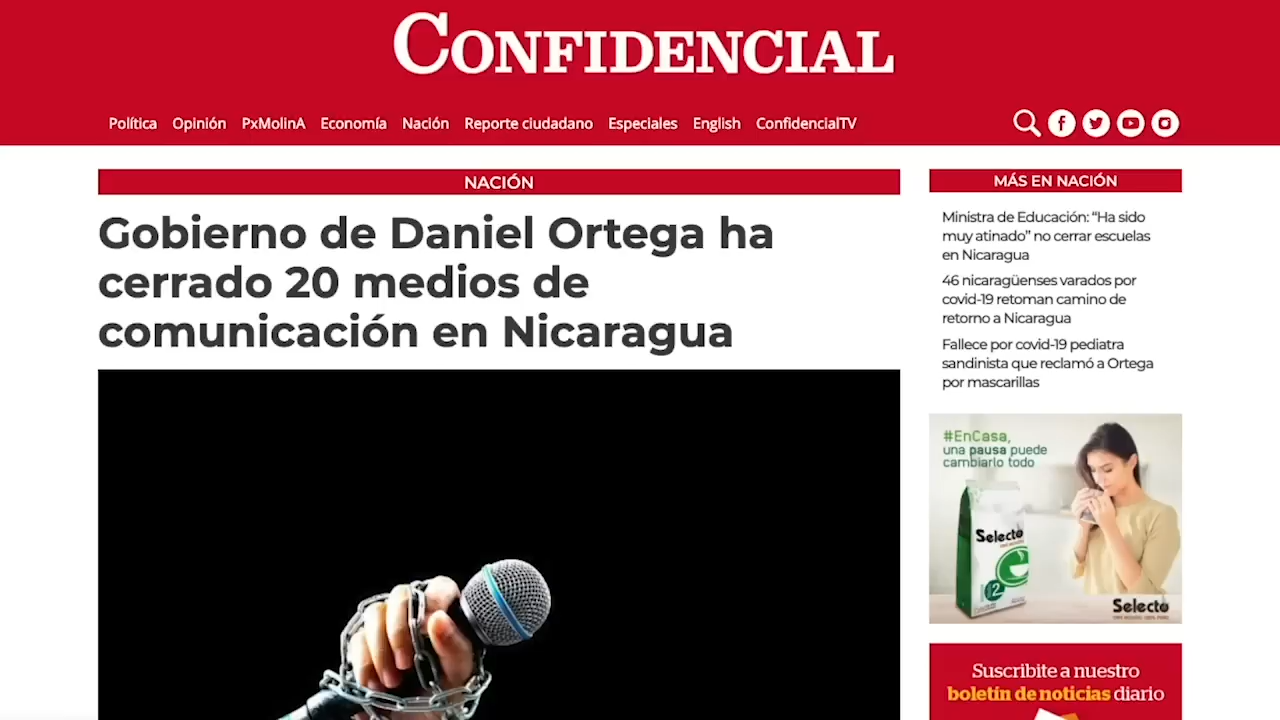 CONFIDENCIAL
Política Opinión PxMolinA Economía Nación Reporte ciudadano Especiales English ConfidencialTV
NACIÓN
Gobierno de Daniel Ortega ha
cerrado 20 medios de
comunicación en Nicaragua
MÁS EN NACIÓN
Ministra de Educación: “Ha sido
muy atinado” no cerrar escuelas
en Nicaragua
46 nicaragüenses varados por
covid-19 retoman camino de
retorno a Nicaragua
Fallece por covid-19 pediatra
sandinista que reclamó a Ortega
por mascarillas
#EnCasa,
una pausa puede
cambiarlo todo
Selecto
2
Selecto
Suscribite a nuestro
boletín de noticias diario